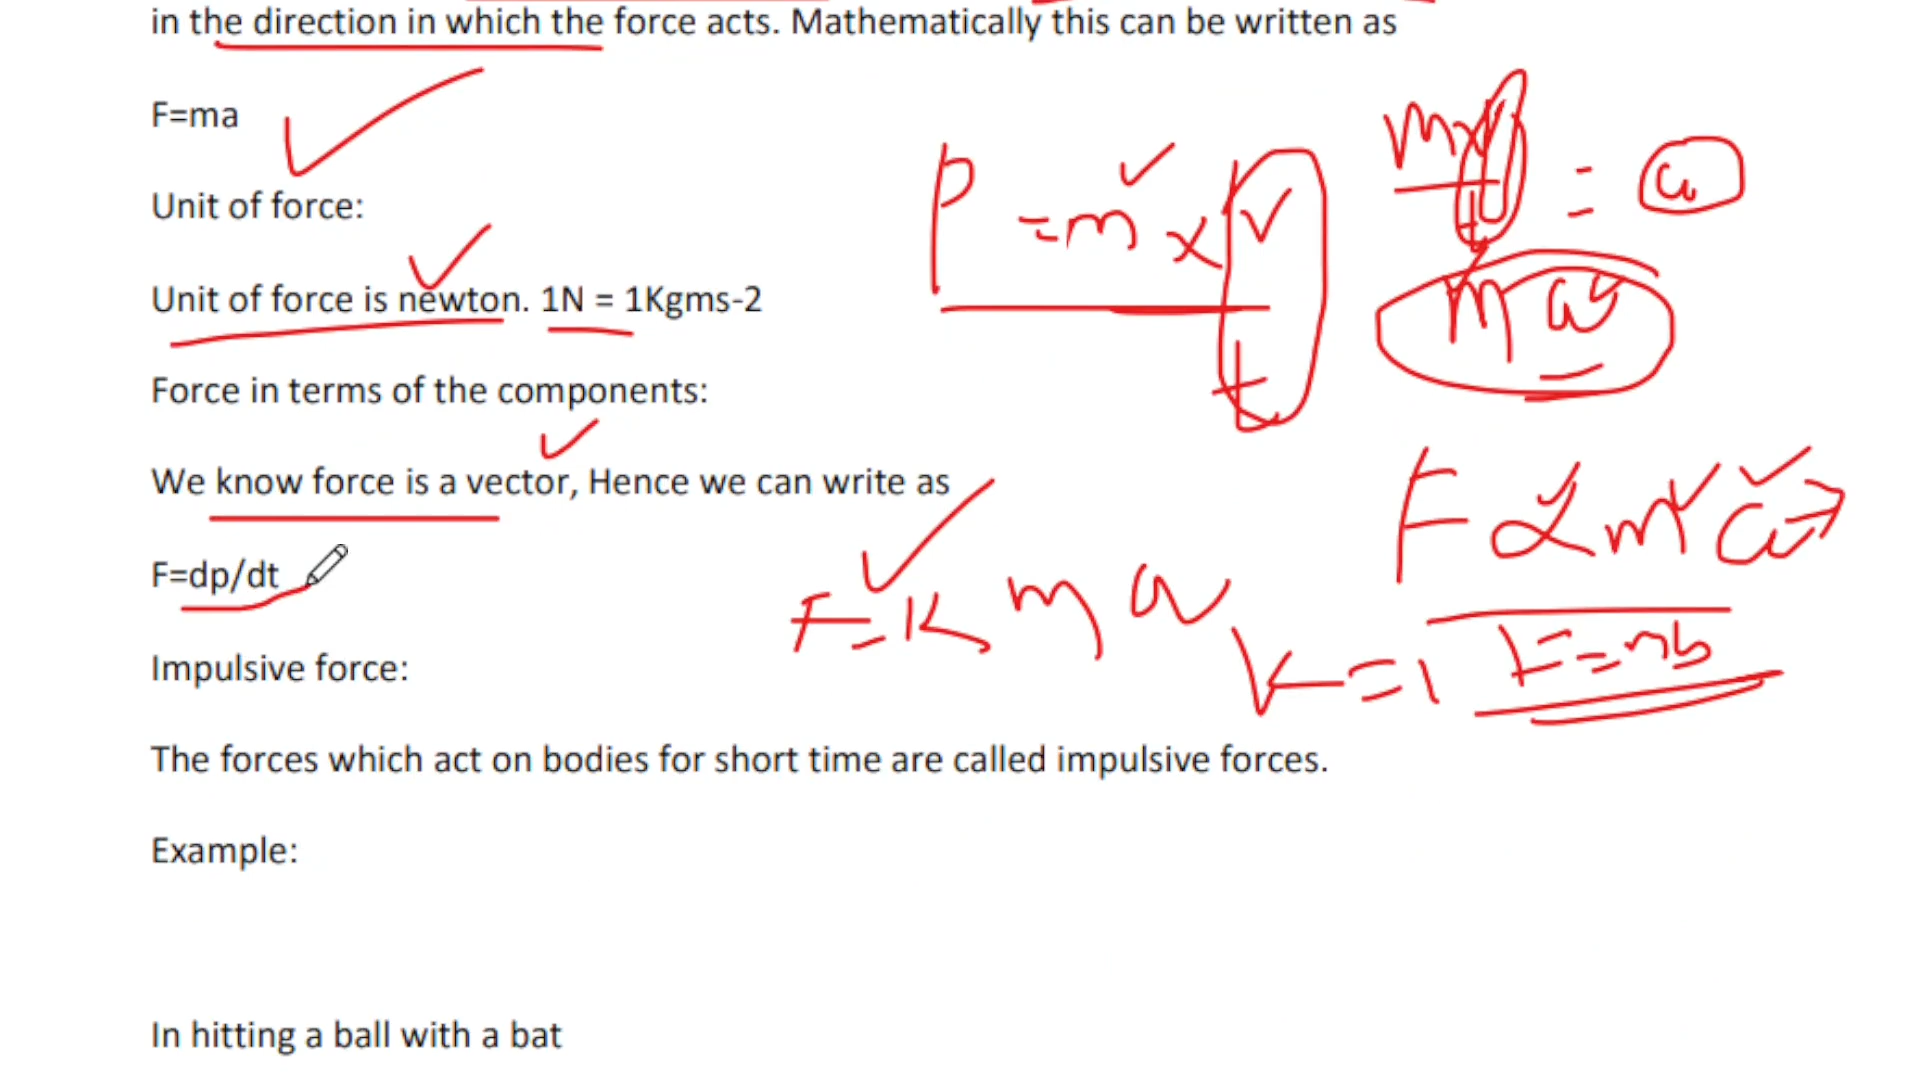 in the direction in which the force acts. Mathematically this can be written as
F=ma
Unit of force:
Unit of force is newton. 1N = 1Kgms-2
Force in terms of the components:
We know force is a vector, Hence we can write as
F=dp/dt
Impulsive force:
The forces which act on bodies for short time are called impulsive forces.
Example:
In hitting a ball with a bat
P = m x v
t
m x v
t
= a
m a
F α m a
F = K m a
K = 1